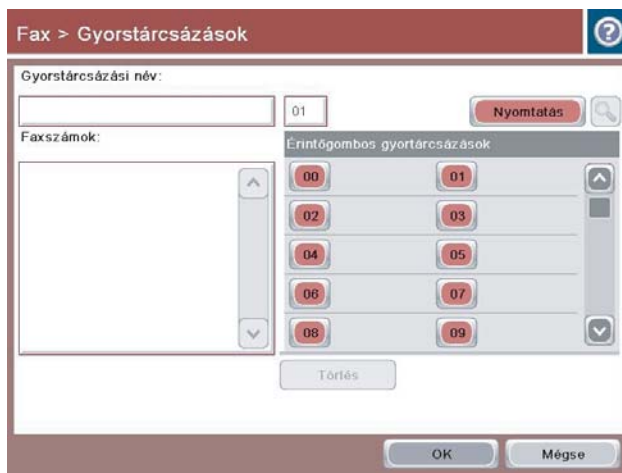 Fax > Gyorstárcsázások
Gyorstárcsázási név:
01
Nyomtatás
Faxszámok:
Érintőgombos gyortárcsázások
00
01
02
03
04
05
06
07
08
09
Törlés
OK
Mégse